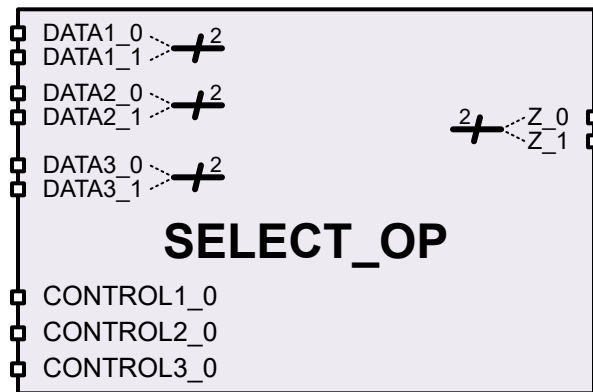 DATA1_0
DATA1_1
2
DATA2_0
DATA2_1
2
2
Z_0
Z_1
DATA3_0
DATA3_1
2
SELECT_OP
CONTROL1_0
CONTROL2_0
CONTROL3_0